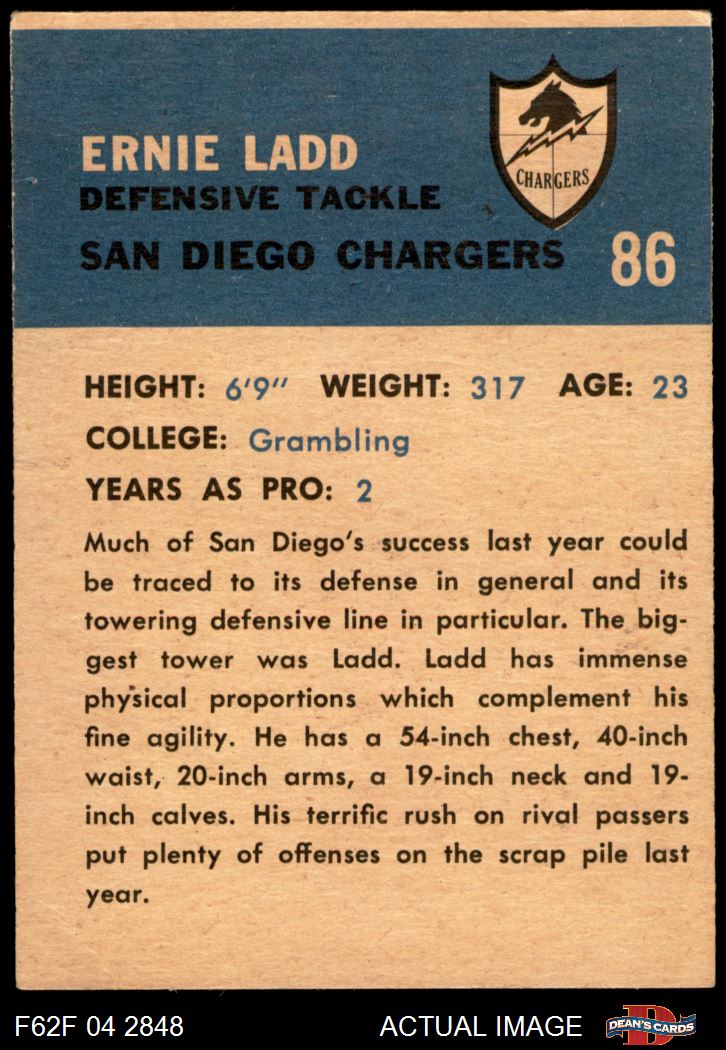 ERNIE LADD
DEFENSIVE TACKLE
SAN DIEGO CHARGERS
CHARGERS
86
HEIGHT: 6'9" WEIGHT: 317 AGE: 23
COLLEGE: Grambling
YEARS AS PRO: 2
Much of San Diego's success last year could
be traced to its defense in general and its
towering defensive line in particular. The big-
gest tower was Ladd. Ladd has immense
physical proportions which complement his
fine agility. He has a 54-inch chest, 40-inch
waist, 20-inch arms, a 19-inch neck and 19-
inch calves. His terrific rush on rival passers
put plenty of offenses on the scrap pile last
year.
F62F 04 2848 ACTUAL IMAGE
D
DEAN'S CARDS